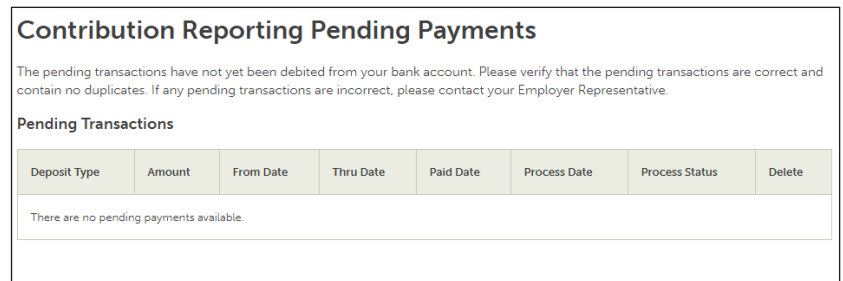 Contribution Reporting Pending Payments
The pending transactions have not yet been debited from your bank account. Please verify that the pending transactions are correct and
contain no duplicates. If any pending transactions are incorrect, please contact your Employer Representative.
Pending Transactions
Deposit Type Amount From Date Thru Date Paid Date Process Date Process Status Delete
There are no pending payments available.